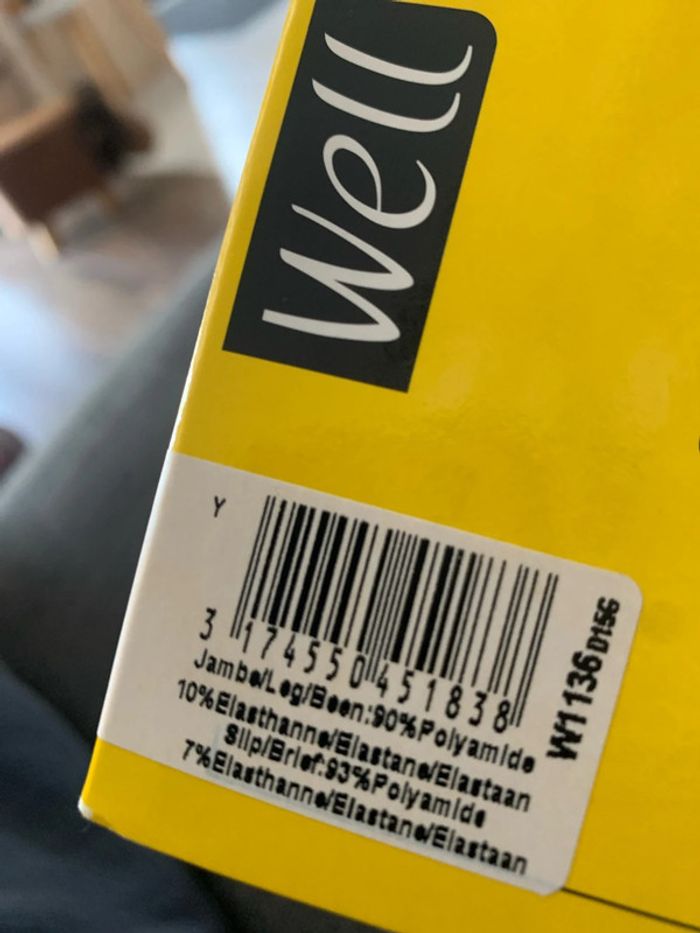 Well
Y
3 174550 451838
Jambe/Leg/Been:90%Polyamide
10%Elasthanne/Elastane/Elastaan
Slip/Brief:93%Polyamide
7%Elasthanne/Elastane/Elastaan
W1136 D156